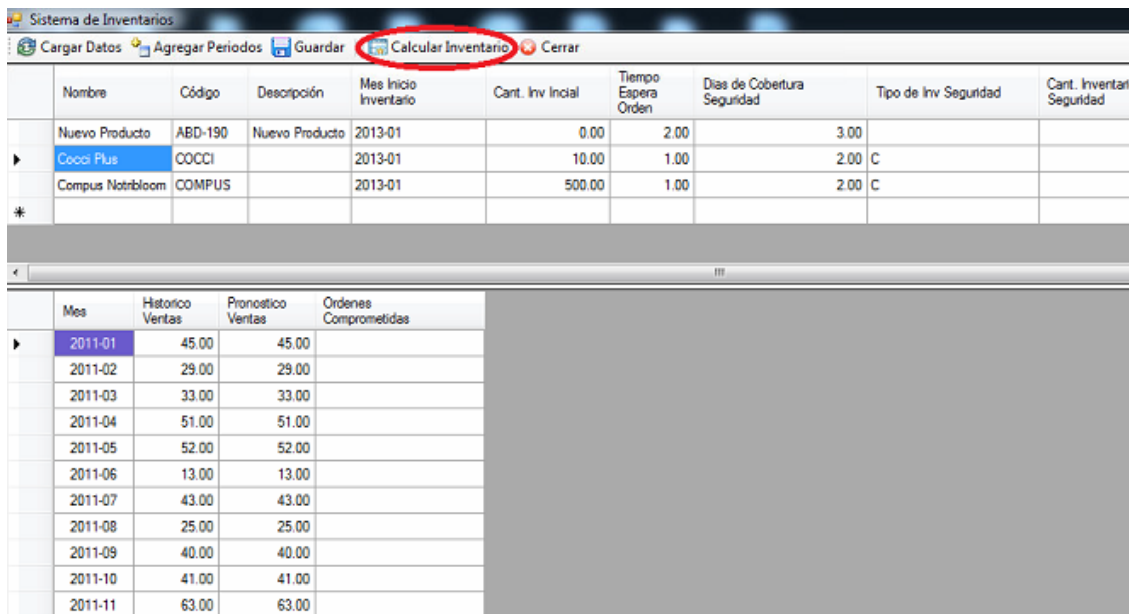 Sistema de Inventarios
Cargar Datos Agregar Periodos Guardar Calcular Inventario Cerrar
Nombre Código Descripción Mes Inicio Inventario Cant. Inv Incial Tiempo Espera Orden Dias de Cobertura Seguridad Tipo de Inv Seguridad Cant. Inventari Seguridad
Nuevo Producto ABD-190 Nuevo Producto 2013-01 0.00 2.00 3.00
Cocci Plus COCCI 2013-01 10.00 1.00 2.00 C
Compus Notrbloom COMPUS 2013-01 500.00 1.00 2.00 C
Mes Historico Ventas Pronostico Ventas Ordenes Comprometidas
2011-01 45.00 45.00
2011-02 29.00 29.00
2011-03 33.00 33.00
2011-04 51.00 51.00
2011-05 52.00 52.00
2011-06 13.00 13.00
2011-07 43.00 43.00
2011-08 25.00 25.00
2011-09 40.00 40.00
2011-10 41.00 41.00
2011-11 63.00 63.00